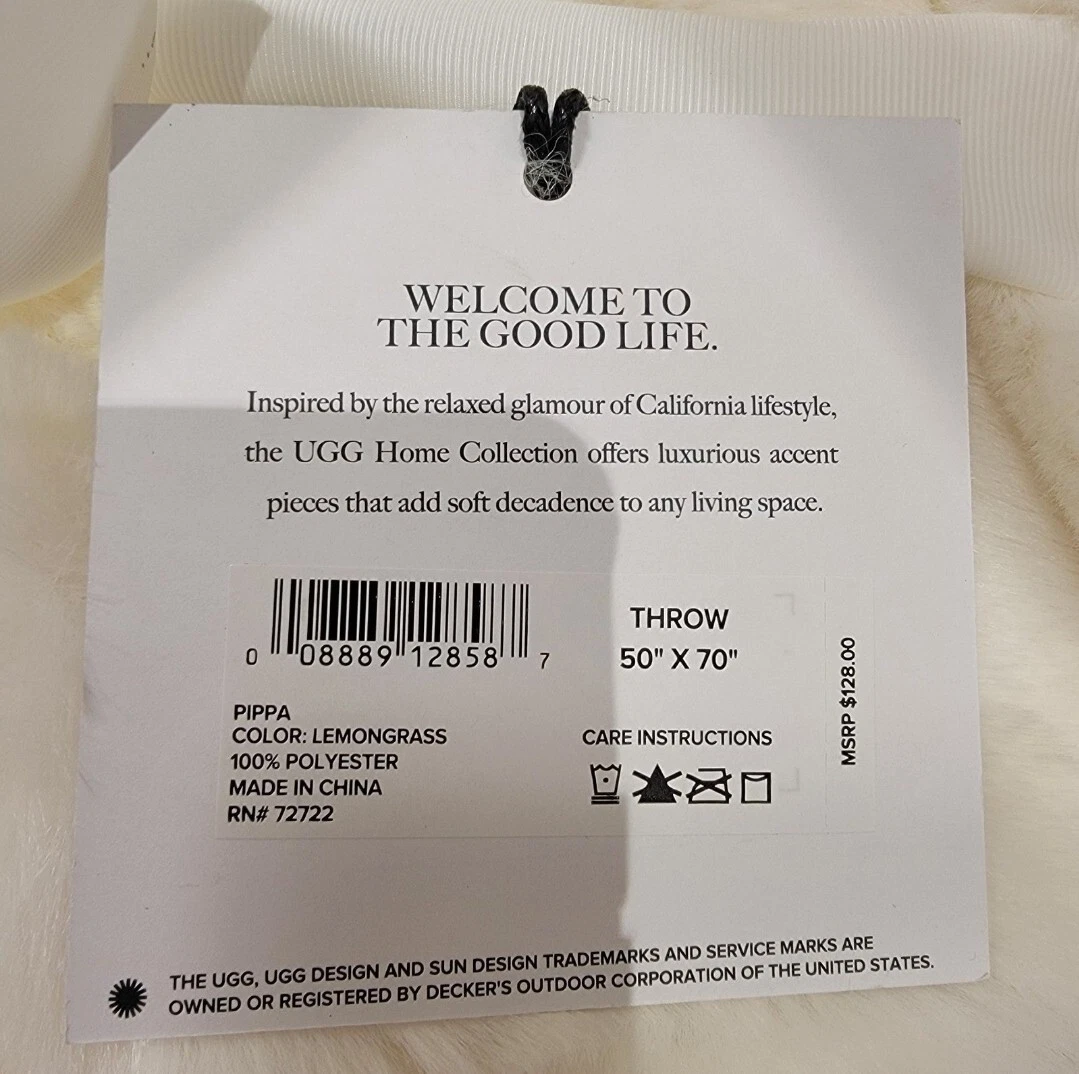 WELCOME TO
THE GOOD LIFE.
Inspired by the relaxed glamour of California lifestyle,
the UGG Home Collection offers luxurious accent
pieces that add soft decadence to any living space.
0 08889 12858 7
THROW
50" X 70"
MSRP $128.00
PIPPA
COLOR: LEMONGRASS
100% POLYESTER
MADE IN CHINA
RN# 72722
CARE INSTRUCTIONS
THE UGG, UGG DESIGN AND SUN DESIGN TRADEMARKS AND SERVICE MARKS ARE
OWNED OR REGISTERED BY DECKER'S OUTDOOR CORPORATION OF THE UNITED STATES.